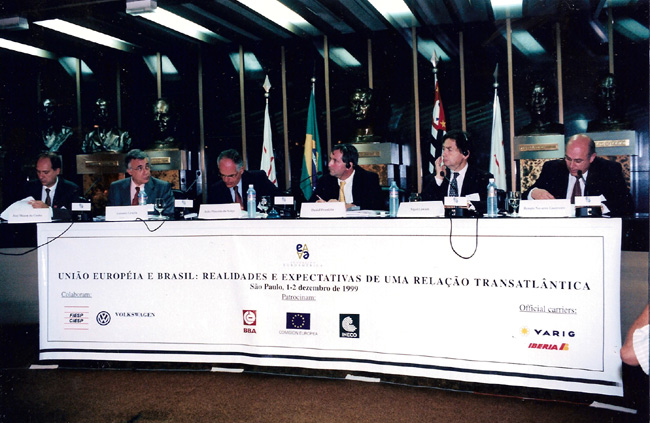 UNIÃO EUROPÉIA E BRASIL: REALIDADES E EXPECTATIVAS DE UMA RELAÇÃO TRANSATLÂNTICA
São Paulo, 1-2 dezembro de 1999
Colaboram:
Patrocinam:
Official carriers:
FIESP
CIESP
VOLKSWAGEN
BBA
COMISSÃO EUROPÉIA
INECO
VARIG
IBERIA